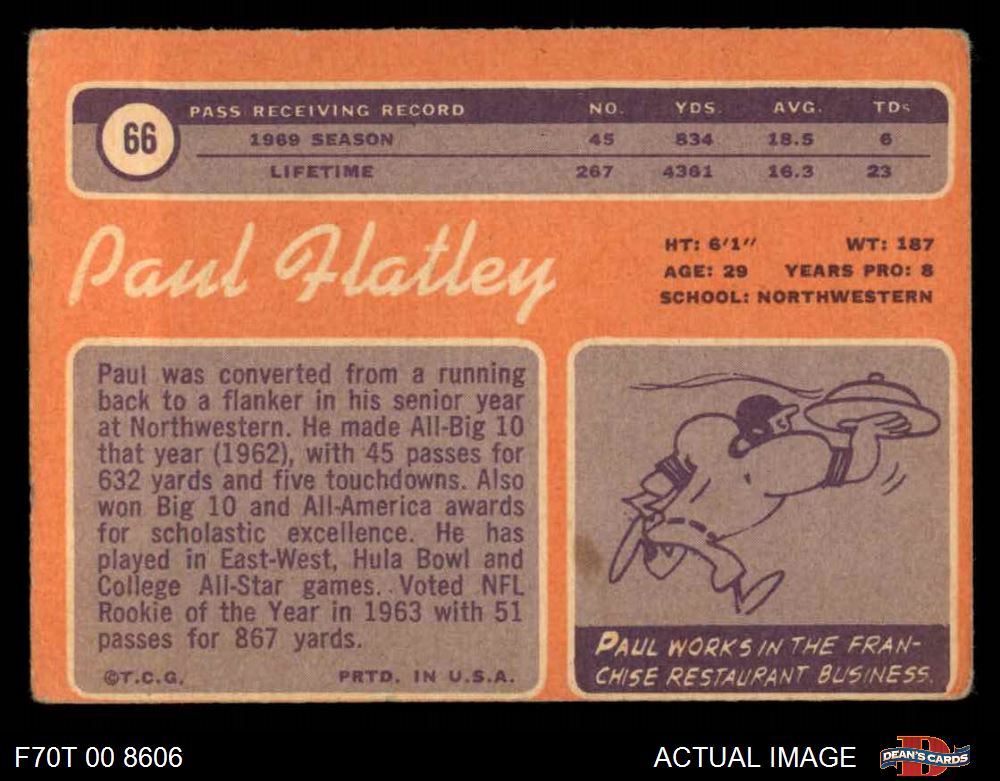 66
PASS RECEIVING RECORD NO. YDS. AVG. TDs
1969 SEASON 45 834 18.5 6
LIFETIME 267 4361 16.3 23
Paul Flatley
HT: 6'1" WT: 187
AGE: 29 YEARS PRO: 8
SCHOOL: NORTHWESTERN
Paul was converted from a running
back to a flanker in his senior year
at Northwestern. He made All-Big 10
that year (1962), with 45 passes for
632 yards and five touchdowns. Also
won Big 10 and All-America awards
for scholastic excellence. He has
played in East-West, Hula Bowl and
College All-Star games. Voted NFL
Rookie of the Year in 1963 with 51
passes for 867 yards.
©T.C.G. PRTD. IN U.S.A.
PAUL WORKS IN THE FRAN-
CHISE RESTAURANT BUSINESS.
F70T 00 8606 ACTUAL IMAGE
D
DEAN'S CARDS